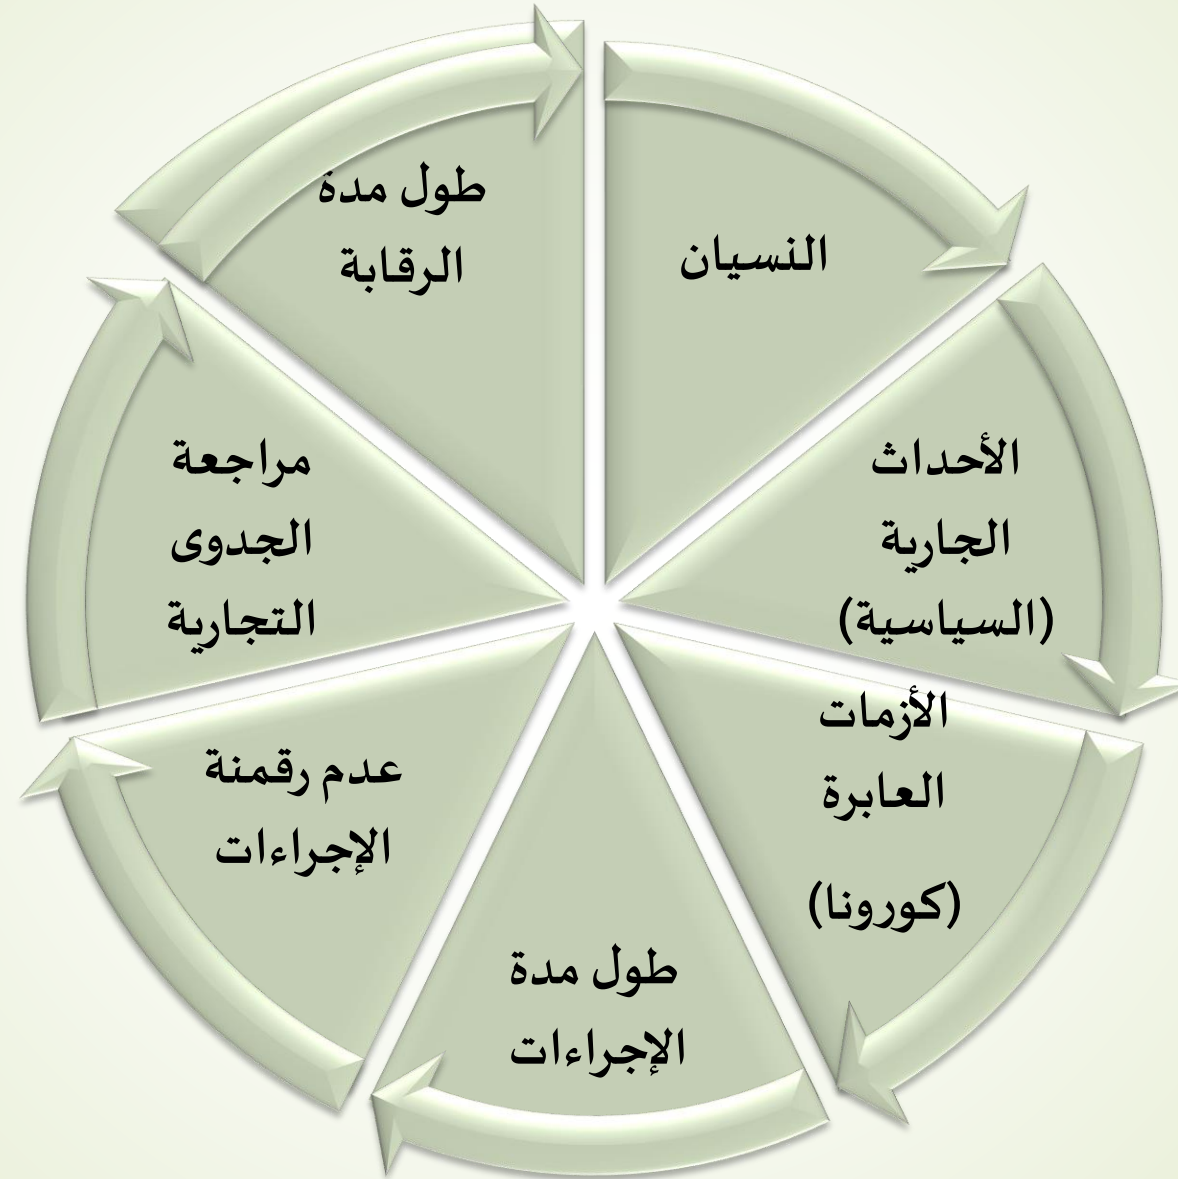 النسيان
الأحداث
الجارية
(السياسية)
الأزمات
العابرة
(كورونا)
طول مدة
الإجراءات
عدم رقمنة
الإجراءات
مراجعة
الجدوى
التجارية
طول مدة
الرقابة